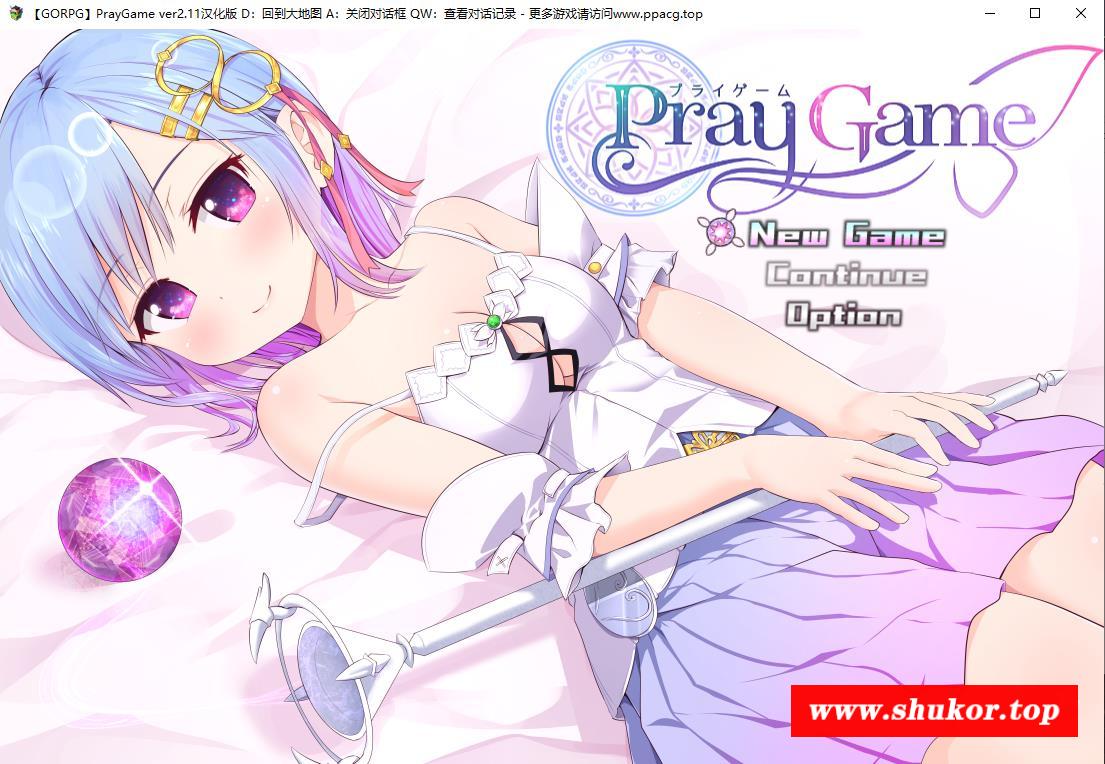 【GORPG】PrayGame ver2.11汉化版 D：回到大地图 A：关闭对话框 QW：查看对话记录 - 更多游戏请访问www.ppacg.top
プライゲーム
Pray Game
New Game
Continue
Option
www.shukor.top